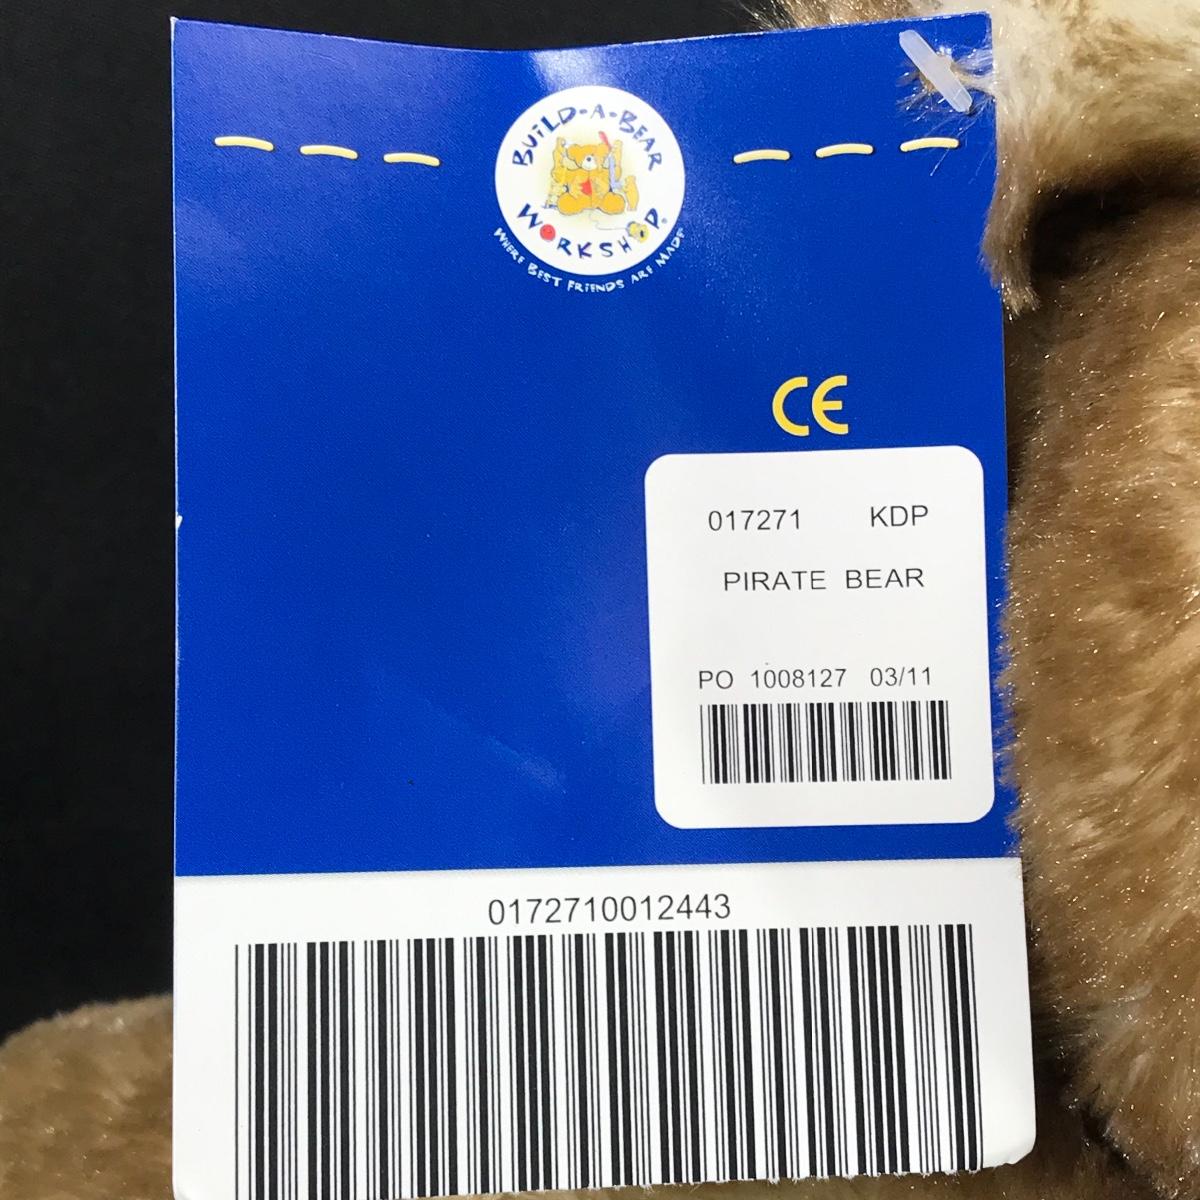 BUILD-A-BEAR
WORKSHOP®
WHERE BEST FRIENDS ARE MADE
CE
017271 KDP
PIRATE BEAR
PO 1008127 03/11
0172710012443